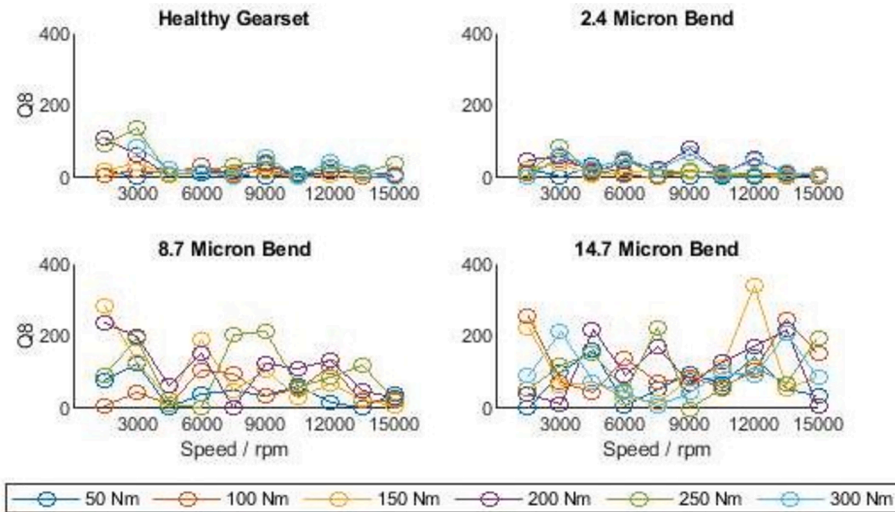 Healthy Gearset
2.4 Micron Bend
400
200
0
Q8
3000 6000 9000 12000 15000
400
200
0
3000 6000 9000 12000 15000
8.7 Micron Bend
14.7 Micron Bend
400
200
0
Q8
3000 6000 9000 12000 15000
Speed / rpm
400
200
0
3000 6000 9000 12000 15000
Speed / rpm
50 Nm 100 Nm 150 Nm 200 Nm 250 Nm 300 Nm